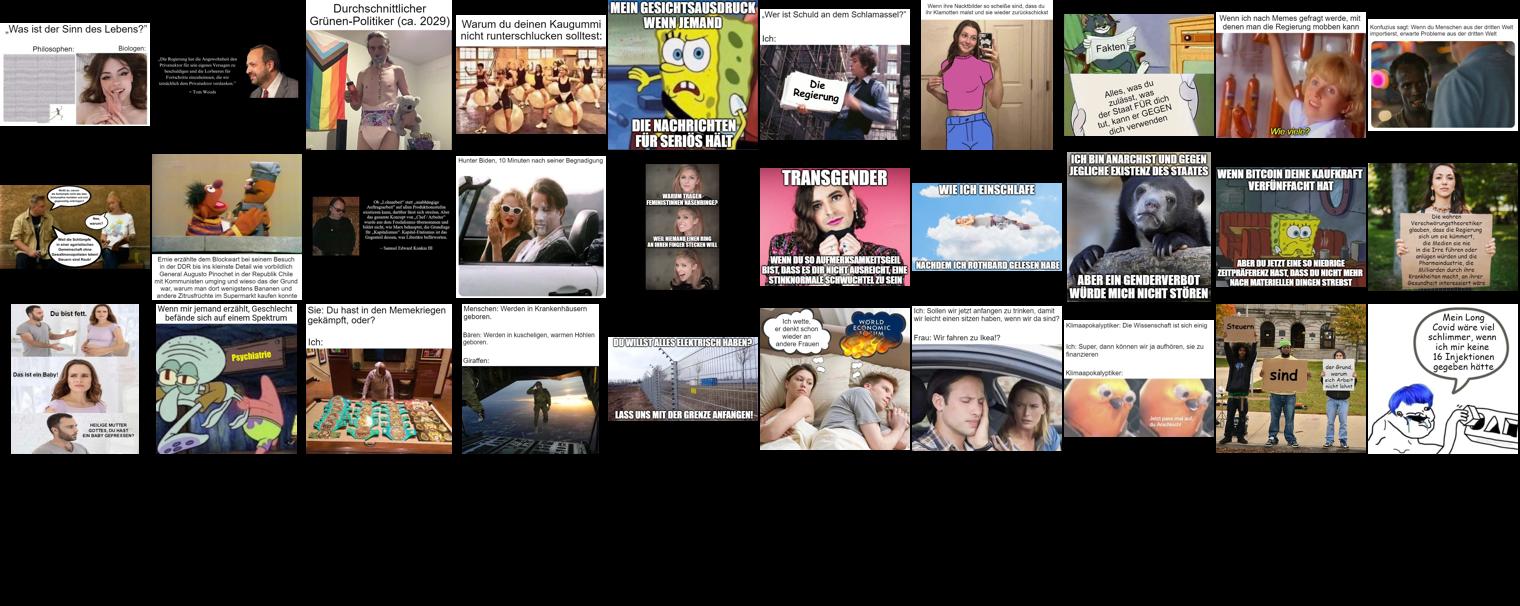 „Was ist der Sinn des Lebens?"
Philosophen:
Biologen:
„Die Regierung hat die Angewohnheit den
Privatsektor für sein eigenes Versagen zu
beschuldigen und die Lorbeeren für
Fortschritte einzuheimsen, die wir
tatsächlich dem Privatsektor verdanken."
~ Tom Woods
Durchschnittlicher
Grünen-Politiker (ca. 2029)
Warum du deinen Kaugummi
nicht runterschlucken solltest:
MEIN GESICHTSAUSDRUCK
WENN JEMAND
DIE NACHRICHTEN
FÜR SERIÖS HÄLT
„Wer ist Schuld an dem Schlamassel?"
Ich:
Die
Regierung
Wenn ihre Nacktbilder so scheiße sind, dass du
ihr Klamotten malst und sie wieder zurückschickst
Fakten
Alles, was du
zulässt, was
der Staat FÜR dich
tut, kann er GEGEN
dich verwenden
Wenn ich nach Memes gefragt werde, mit
denen man die Regierung mobben kann
Wie viele?
Konfuzius sagt: Wenn du Menschen aus der dritten Welt
importierst, erwarte Probleme aus der dritten Welt
Weil die Schlümpfe
in einer agoristischen
Gemeinschaft ohne
Gewaltmonopolisten leben!
Steuern sind Raub!
Ernie erzählte dem Blockwart bei seinem Besuch
in der DDR bis ins kleinste Detail wie vorbildlich
General Augusto Pinochet in der Republik Chile
mit Kommunisten umging und wieso das der Grund
war, warum man dort wenigstens Bananen und
andere Zitrusfrüchte im Supermarkt kaufen konnte
~ Samuel Edward Konkin III
Hunter Biden, 10 Minuten nach seiner Begnadigung
WARUM TRAGEN
FEMINISTINNEN NASENRINGE?
WEIL NIEMAND EINEN RING
AN IHREN FINGER STECKEN WILL
TRANSGENDER
WENN DU SO AUFMERKSAMKEITSGEIL
BIST, DASS ES DIR NICHT AUSREICHT, EINE
STINKNORMALE SCHWUCHTEL ZU SEIN
WIE ICH EINSCHLAFE
NACHDEM ICH ROTHBARD GELESEN HABE
ICH BIN ANARCHIST UND GEGEN
JEGLICHE EXISTENZ DES STAATES
ABER EIN GENDERVERBOT
WÜRDE MICH NICHT STÖREN
WENN BITCOIN DEINE KAUFKRAFT
VERFÜNFFACHT HAT
ABER DU JETZT EINE SO NIEDRIGE
ZEITPRÄFERENZ HAST, DASS DU NICHT MEHR
NACH MATERIELLEN DINGEN STREBST
Die wahren
Verschwörungstheoretiker
glauben, dass die Regierung
sich um sie kümmert,
die Medien sie nie
in die Irre führen oder
anlügen würden und die
Pharmaindustrie, die
Milliarden durch ihre
Krankheiten macht, an ihrer
Gesundheit interessiert wäre
Du bist fett.
Das ist ein Baby!
HEILIGE MUTTER
GOTTES, DU HAST
EIN BABY GEFRESSEN?
Wenn mir jemand erzählt, Geschlecht
befände sich auf einem Spektrum
Psychiatrie
Sie: Du hast in den Memekriegen
gekämpft, oder?
Ich:
Menschen: Werden in Krankenhäusern
geboren.
Bären: Werden in kuscheligen, warmen Höhlen
geboren.
Giraffen:
DU WILLST ALLES ELEKTRISCH HABEN?
LASS UNS MIT DER GRENZE ANFANGEN!
Ich wette,
er denkt schon
wieder an
andere Frauen
WORLD
ECONOMIC
FORUM
Ich: Sollen wir jetzt anfangen zu trinken, damit
wir leicht einen sitzen haben, wenn wir da sind?
Frau: Wir fahren zu Ikea!?
Klimaapokalyptiker: Die Wissenschaft ist sich einig
Ich: Super, dann können wir ja aufhören, sie zu
finanzieren
Klimaapokalyptiker:
Jetzt pass mal auf,
du Arschloch!
Steuern
sind
der Grund,
warum
sich Arbeit
nicht lohnt
Mein Long
Covid wäre viel
schlimmer, wenn
ich mir keine
16 Injektionen
gegeben hätte